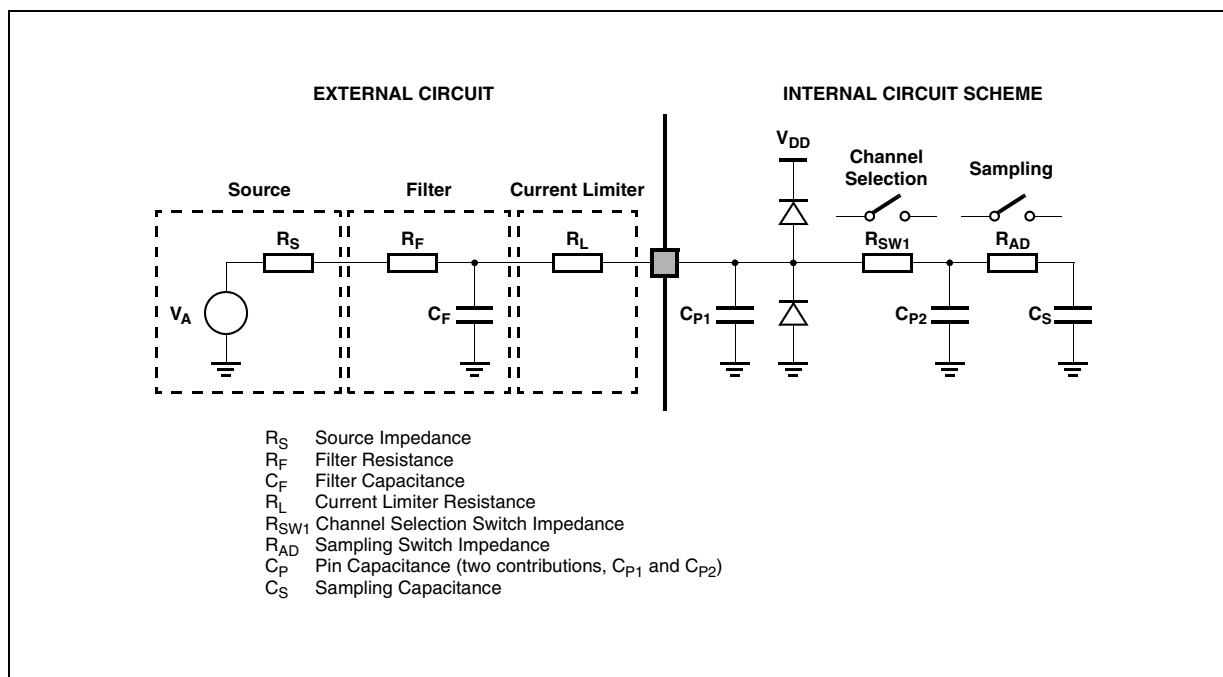 EXTERNAL CIRCUIT
INTERNAL CIRCUIT SCHEME
VDD
Channel
Selection
Sampling
Source
Filter
Current Limiter
RS
RF
RL
RSW1
RAD
VA
CF
CP1
CP2
CS
RS Source Impedance
RF Filter Resistance
CF Filter Capacitance
RL Current Limiter Resistance
RSW1 Channel Selection Switch Impedance
RAD Sampling Switch Impedance
CP Pin Capacitance (two contributions, CP1 and CP2)
CS Sampling Capacitance